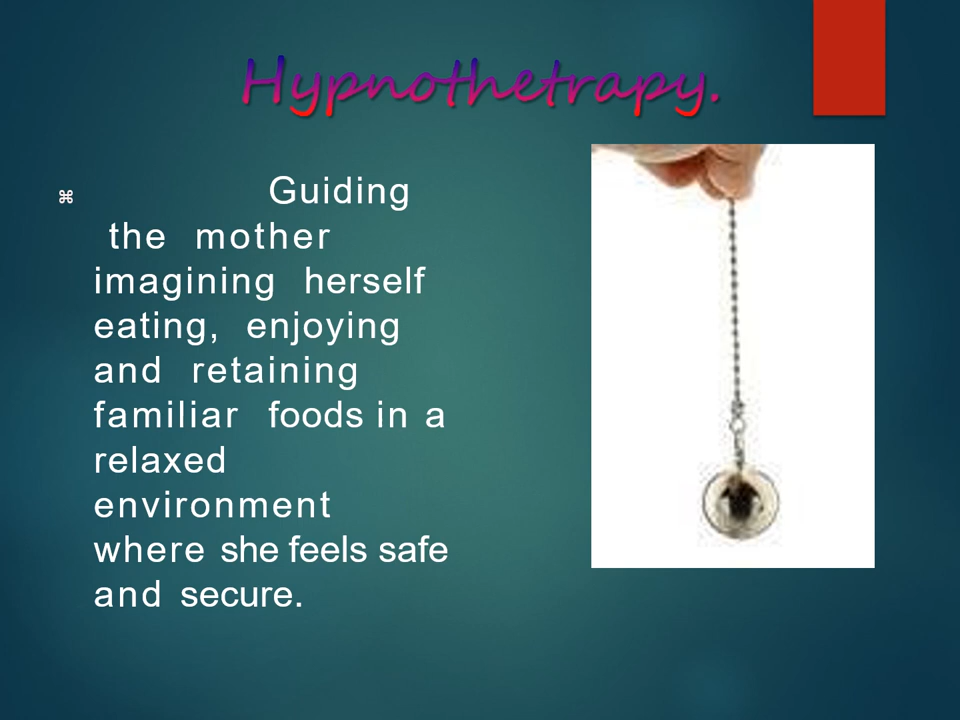 Hypnothetrapy.
⌘ Guiding
the mother
imagining herself
eating, enjoying
and retaining
familiar foods in a
relaxed
environment
where she feels safe
and secure.